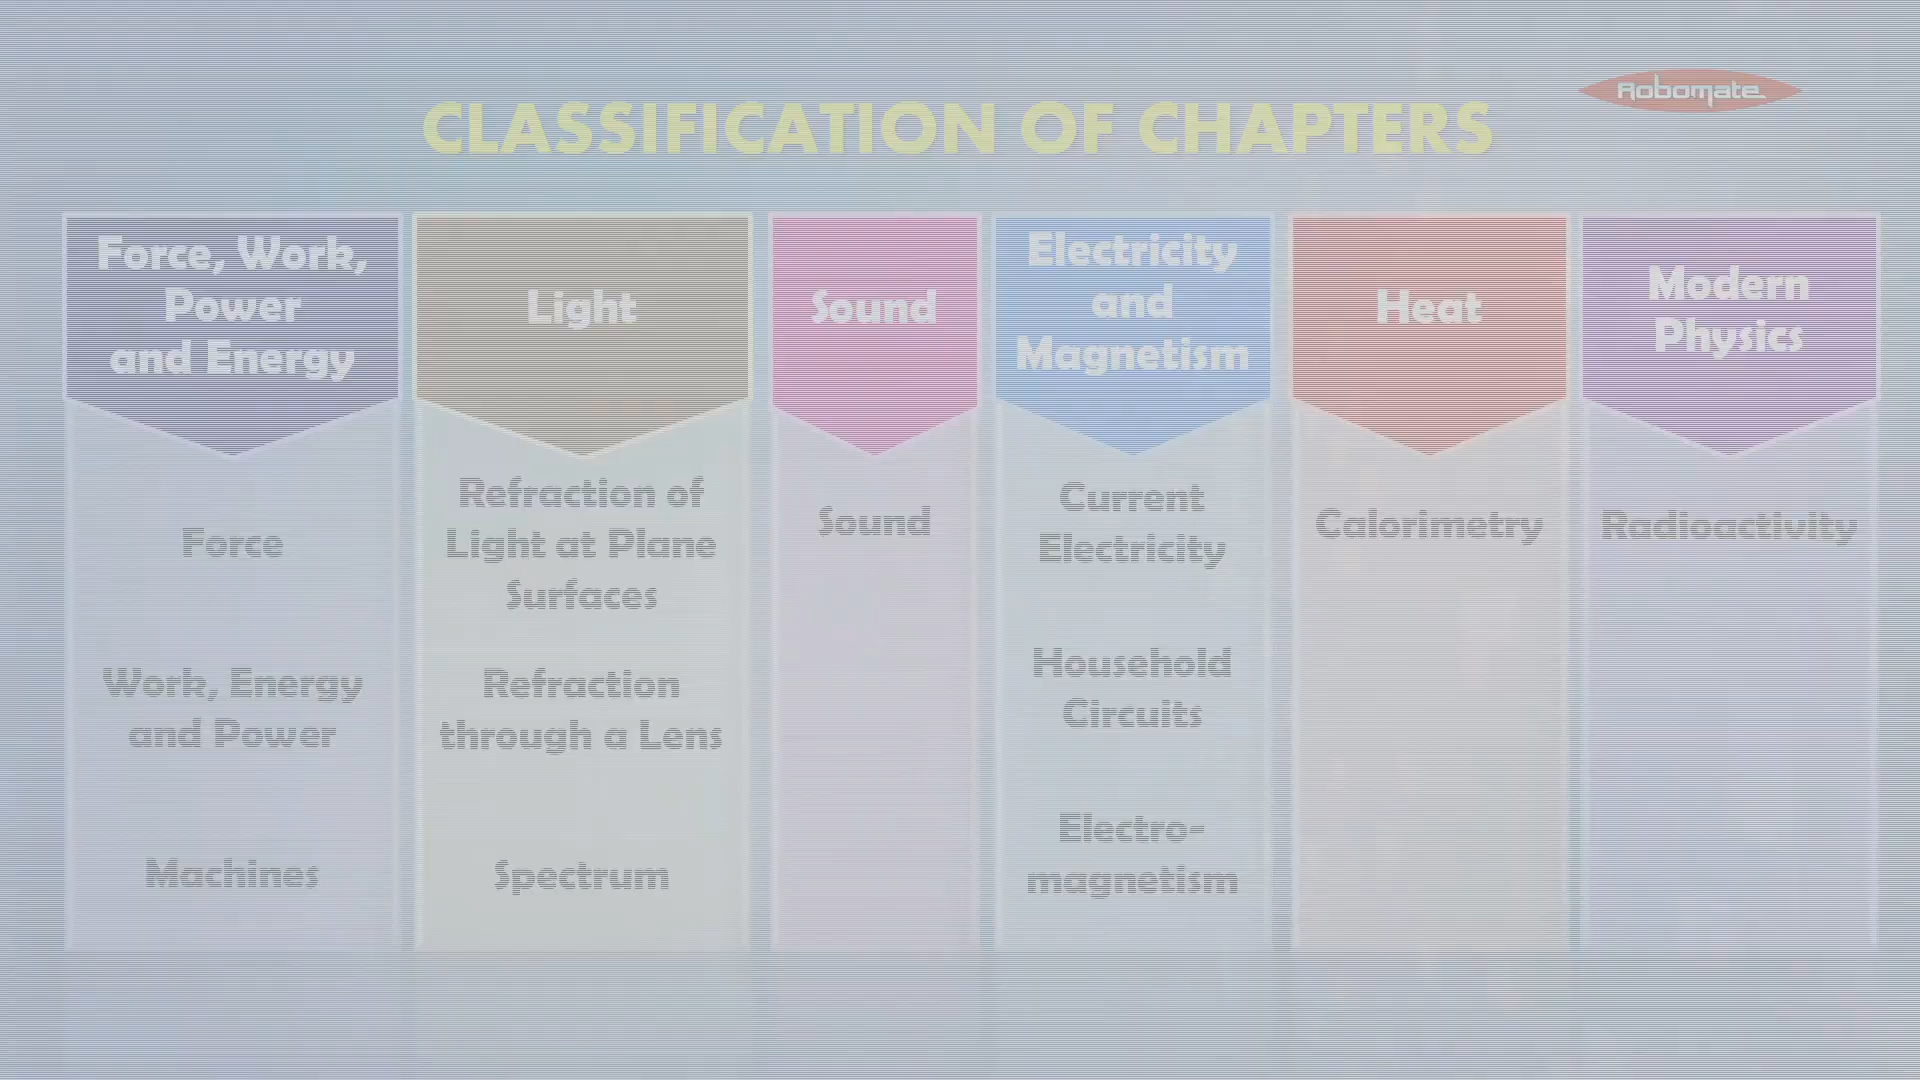 Robomate
CLASSIFICATION OF CHAPTERS
Force, Work,
Power
and Energy
Force
Work, Energy
and Power
Machines
Light
Refraction of
Light at Plane
Surfaces
Refraction
through a Lens
Spectrum
Sound
Sound
Electricity
and
Magnetism
Current
Electricity
Household
Circuits
Electro-
magnetism
Heat
Calorimetry
Modern
Physics
Radioactivity